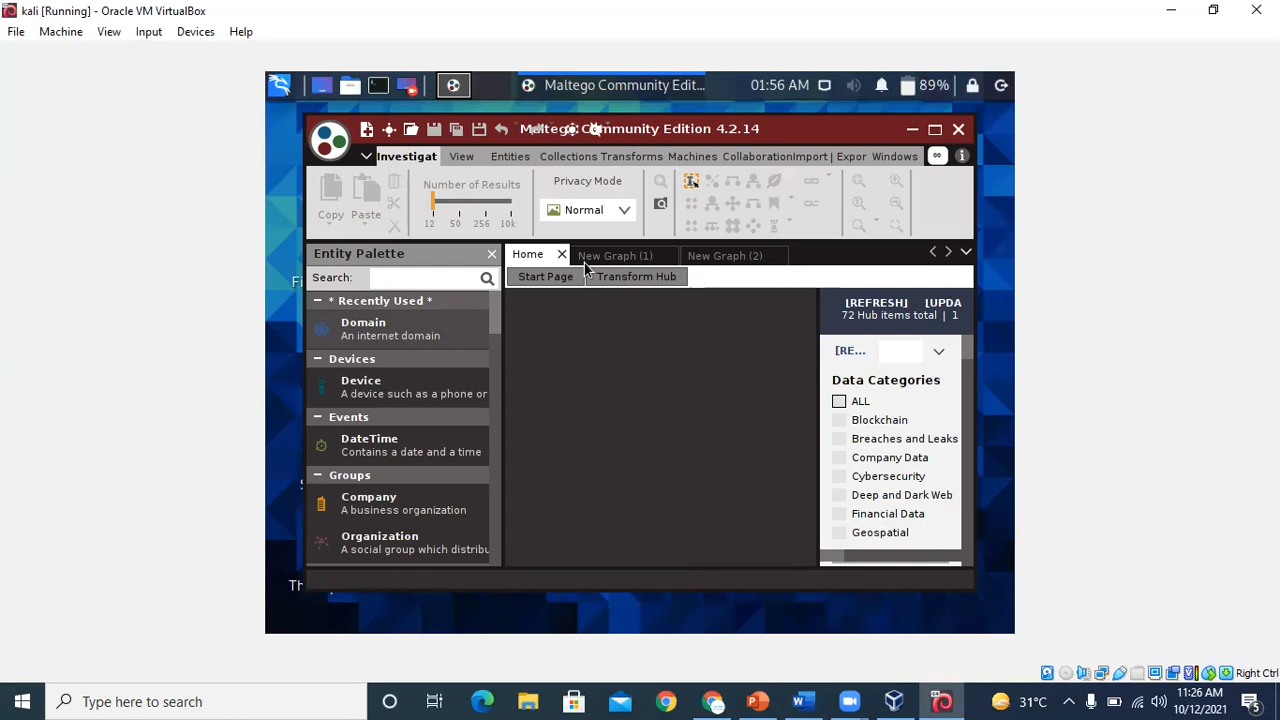 kali [Running] - Oracle VM VirtualBox
File Machine View Input Devices Help
Maltego Community Edit... 01:56 AM 89%
Maltego Community Edition 4.2.14
Investigat View Entities Collections Transforms Machines Collaboration Import | Expor Windows
Copy Paste
Number of Results
12 50 256 10k
Privacy Mode
Normal
Entity Palette
Search:
* Recently Used *
Domain
An internet domain
Devices
Device
A device such as a phone or
Events
DateTime
Contains a date and a time
Groups
Company
A business organization
Organization
A social group which distribu
Home New Graph (1) New Graph (2)
Start Page Transform Hub
[REFRESH] [UPDA
72 Hub items total | 1
[RE...
Data Categories
ALL
Blockchain
Breaches and Leaks
Company Data
Cybersecurity
Deep and Dark Web
Financial Data
Geospatial
Fi
S
Th
Right Ctrl
Type here to search
31°C
11:26 AM
10/12/2021
5